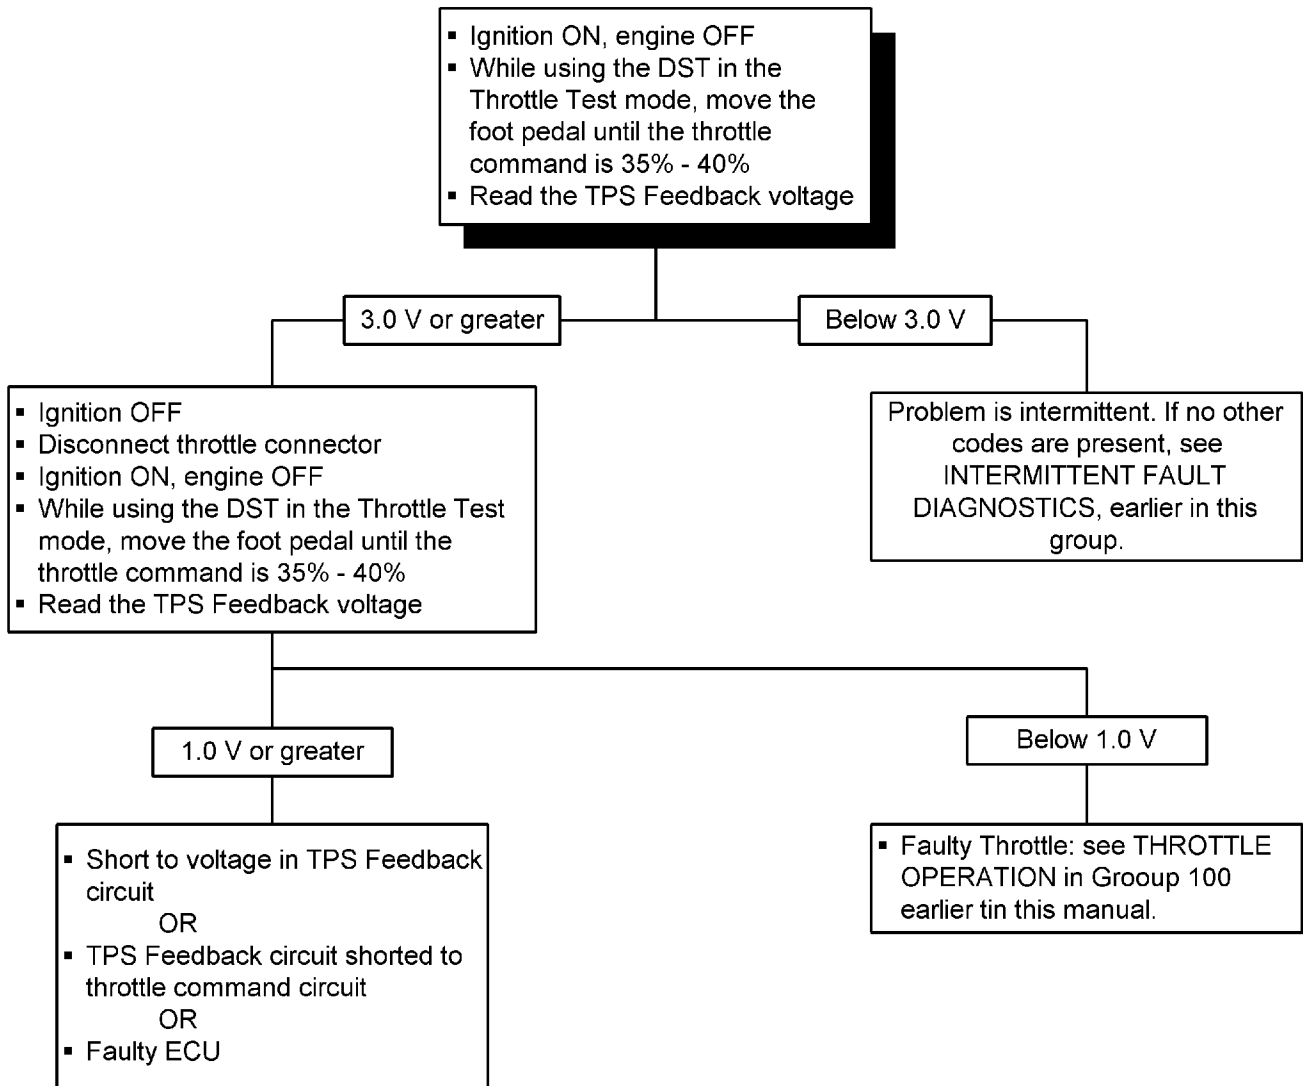 ▪ Ignition ON, engine OFF
▪ While using the DST in the
Throttle Test mode, move the
foot pedal until the throttle
command is 35% - 40%
▪ Read the TPS Feedback voltage
3.0 V or greater
Below 3.0 V
▪ Ignition OFF
▪ Disconnect throttle connector
▪ Ignition ON, engine OFF
▪ While using the DST in the Throttle Test
mode, move the foot pedal until the
throttle command is 35% - 40%
▪ Read the TPS Feedback voltage
Problem is intermittent. If no other
codes are present, see
INTERMITTENT FAULT
DIAGNOSTICS, earlier in this
group.
1.0 V or greater
Below 1.0 V
▪ Short to voltage in TPS Feedback
circuit
OR
▪ TPS Feedback circuit shorted to
throttle command circuit
OR
▪ Faulty ECU
▪ Faulty Throttle: see THROTTLE
OPERATION in Grooup 100
earlier tin this manual.